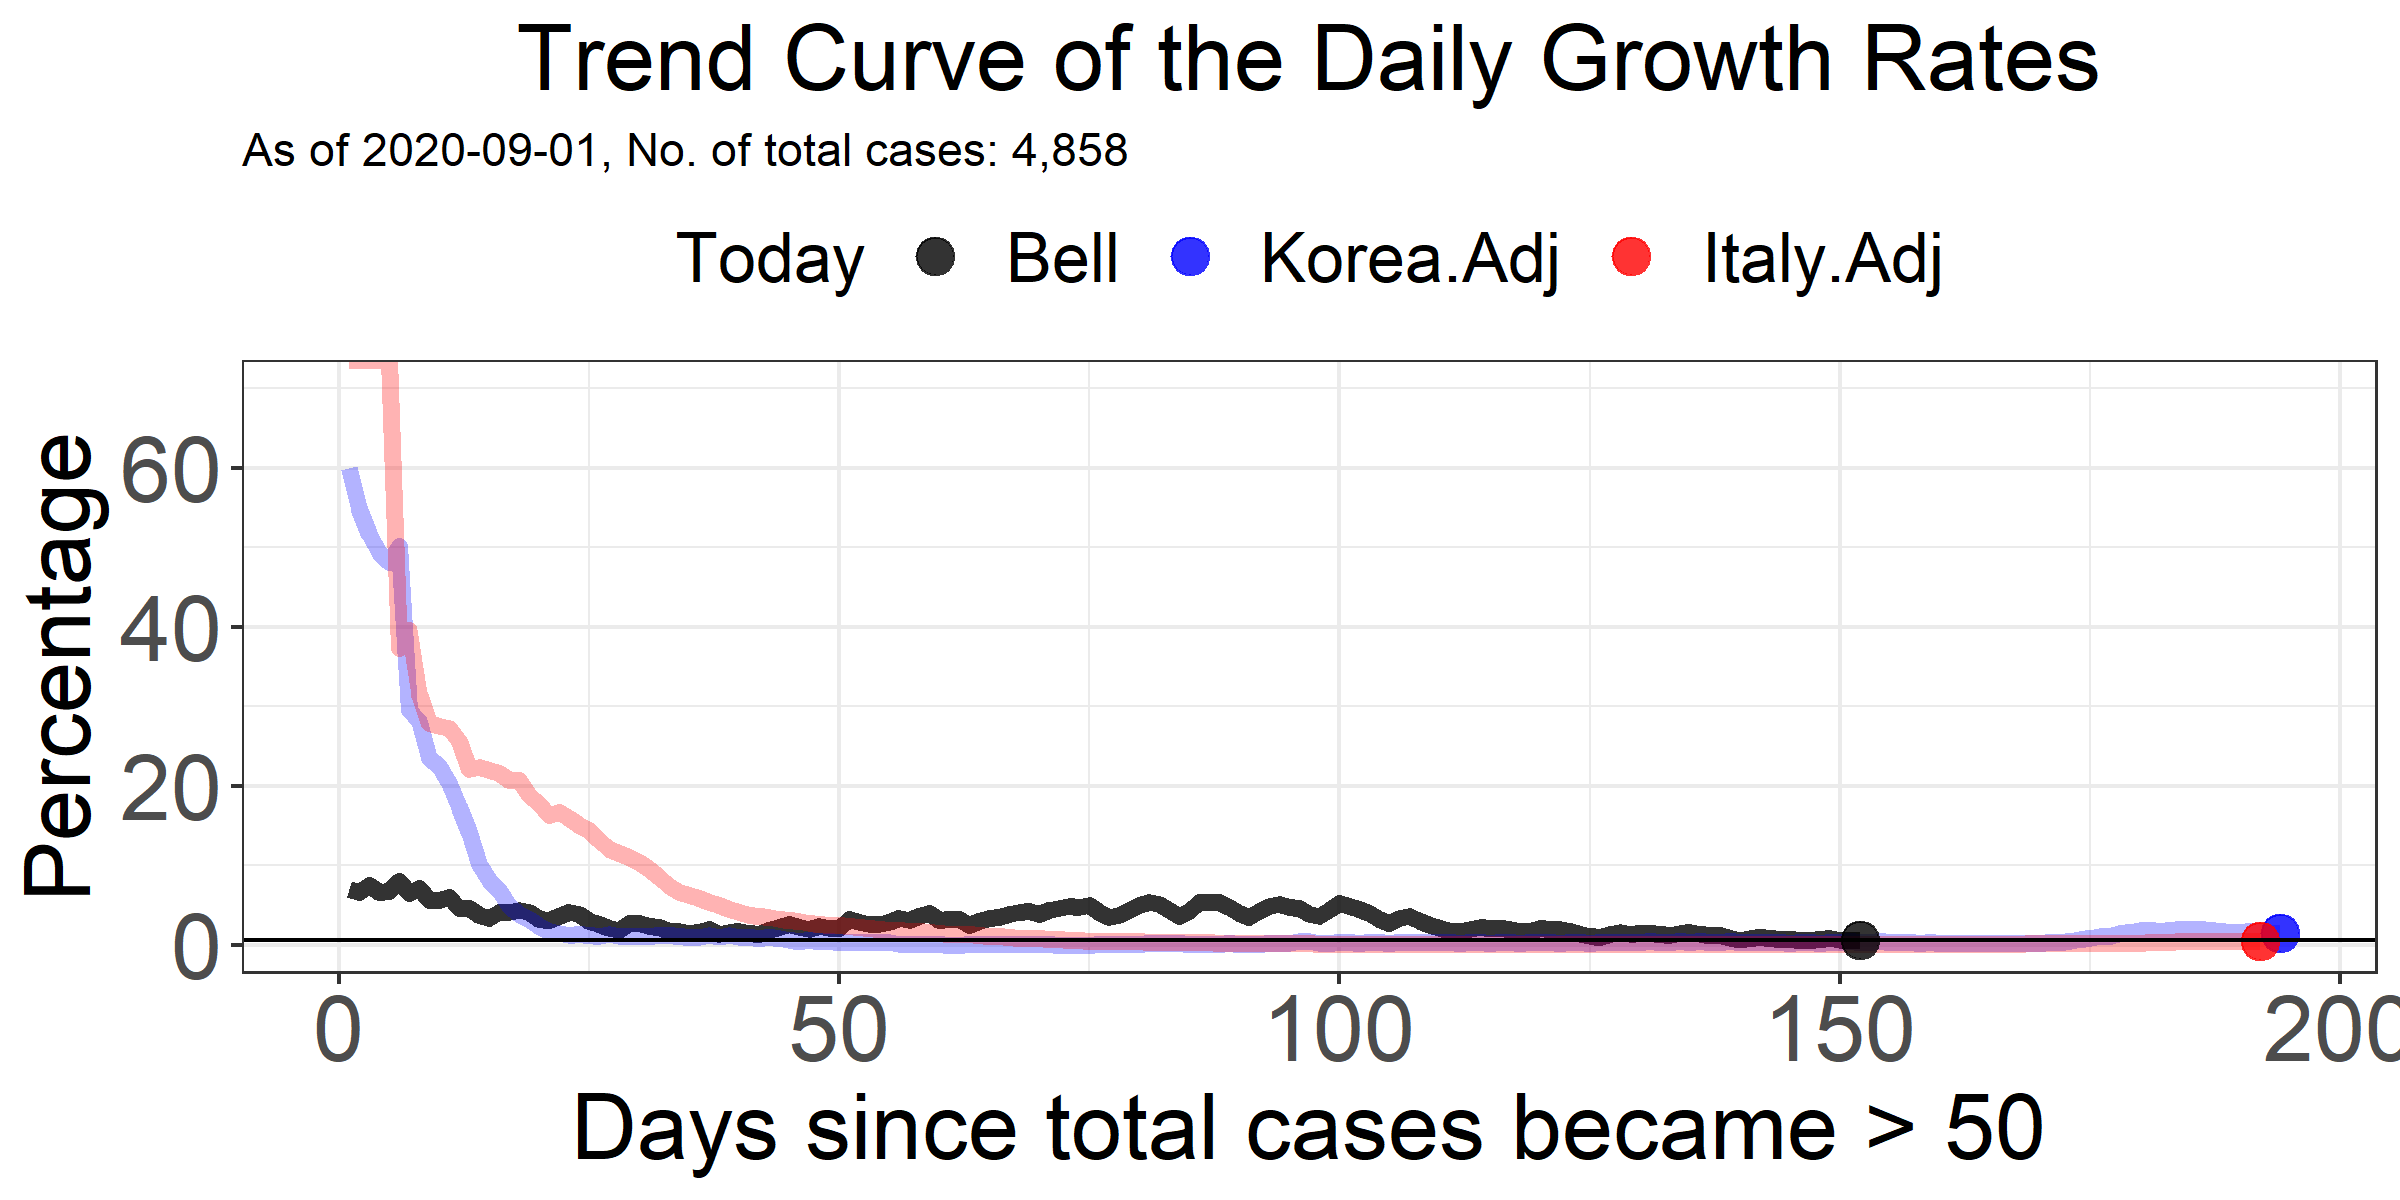 Trend Curve of the Daily Growth Rates
As of 2020-09-01, No. of total cases: 4,858
Today Bell Korea.Adj Italy.Adj
Percentage
60
40
20
0
0 50 100 150 200
Days since total cases became > 50